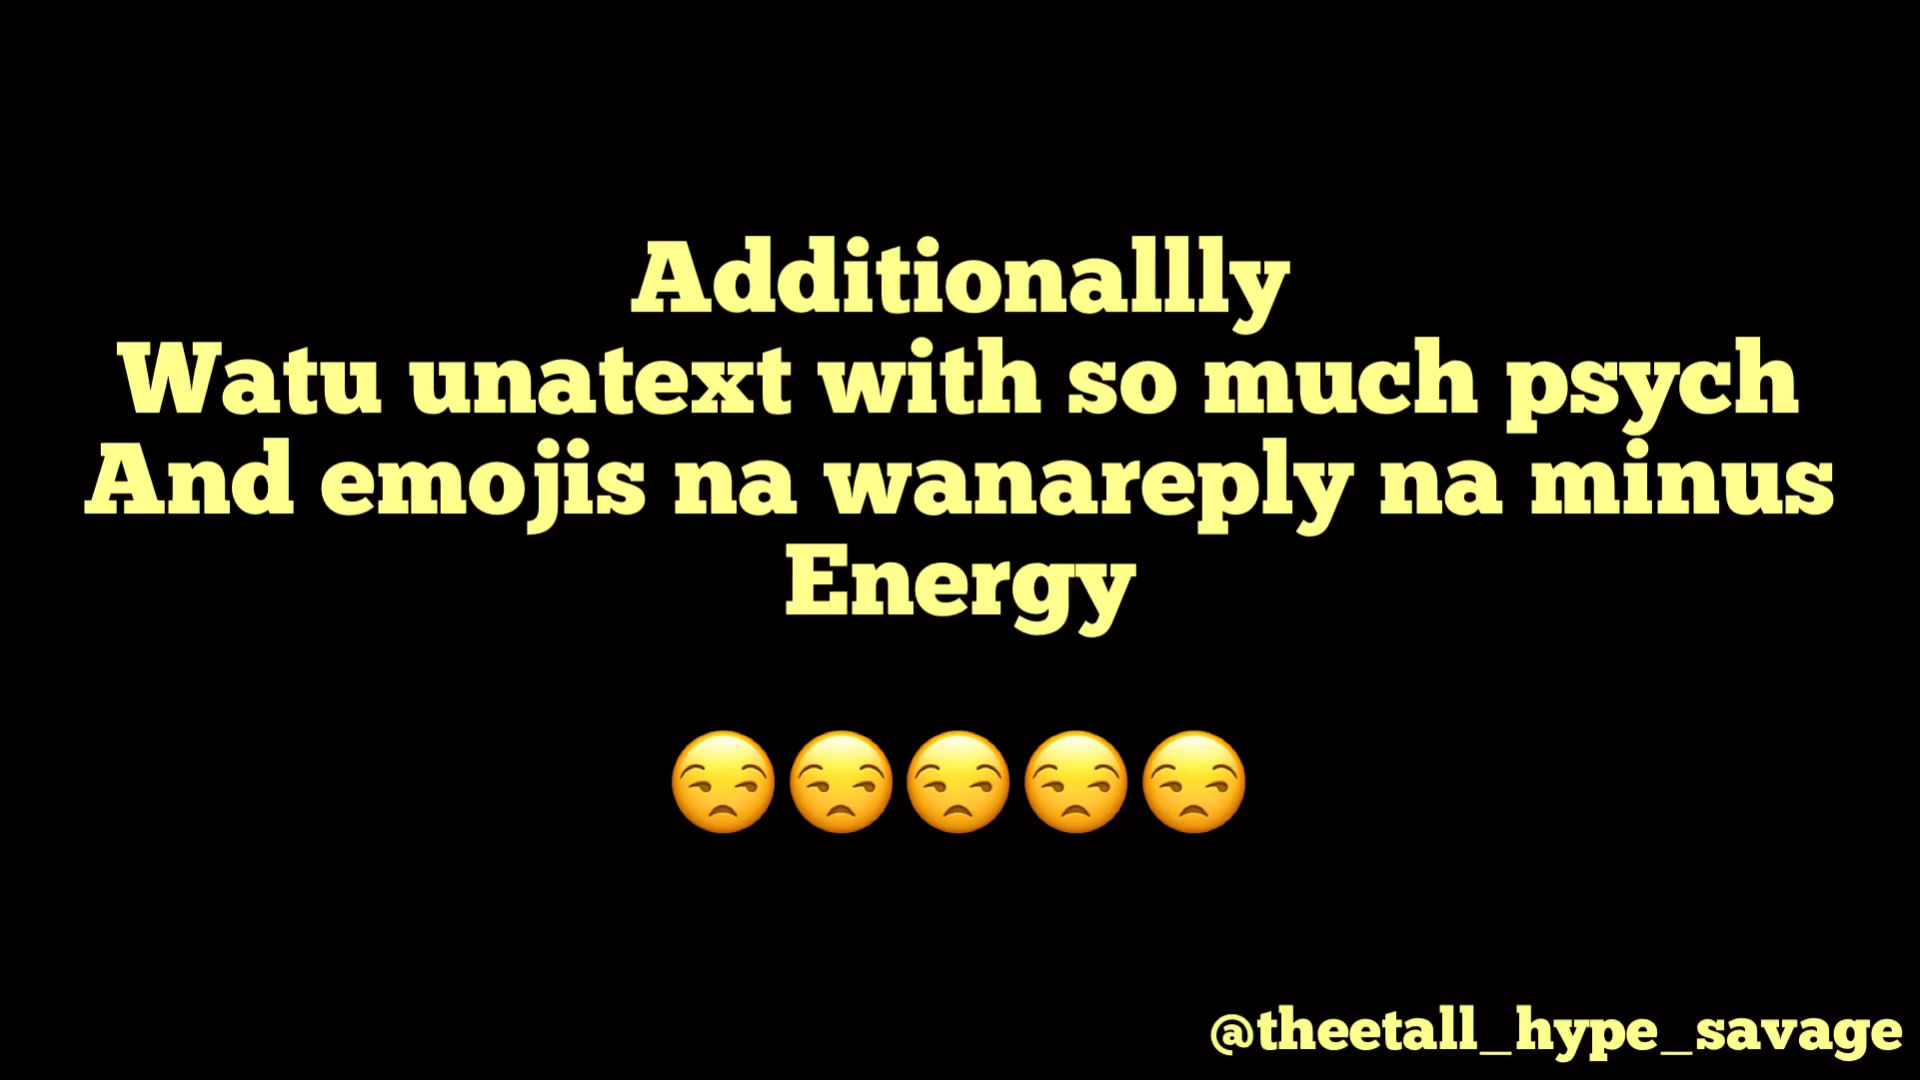 Additionallly
Watu unatext with so much psych
And emojis na wanareply na minus
Energy
😒😒😒😒😒
@theetall_hype_savage